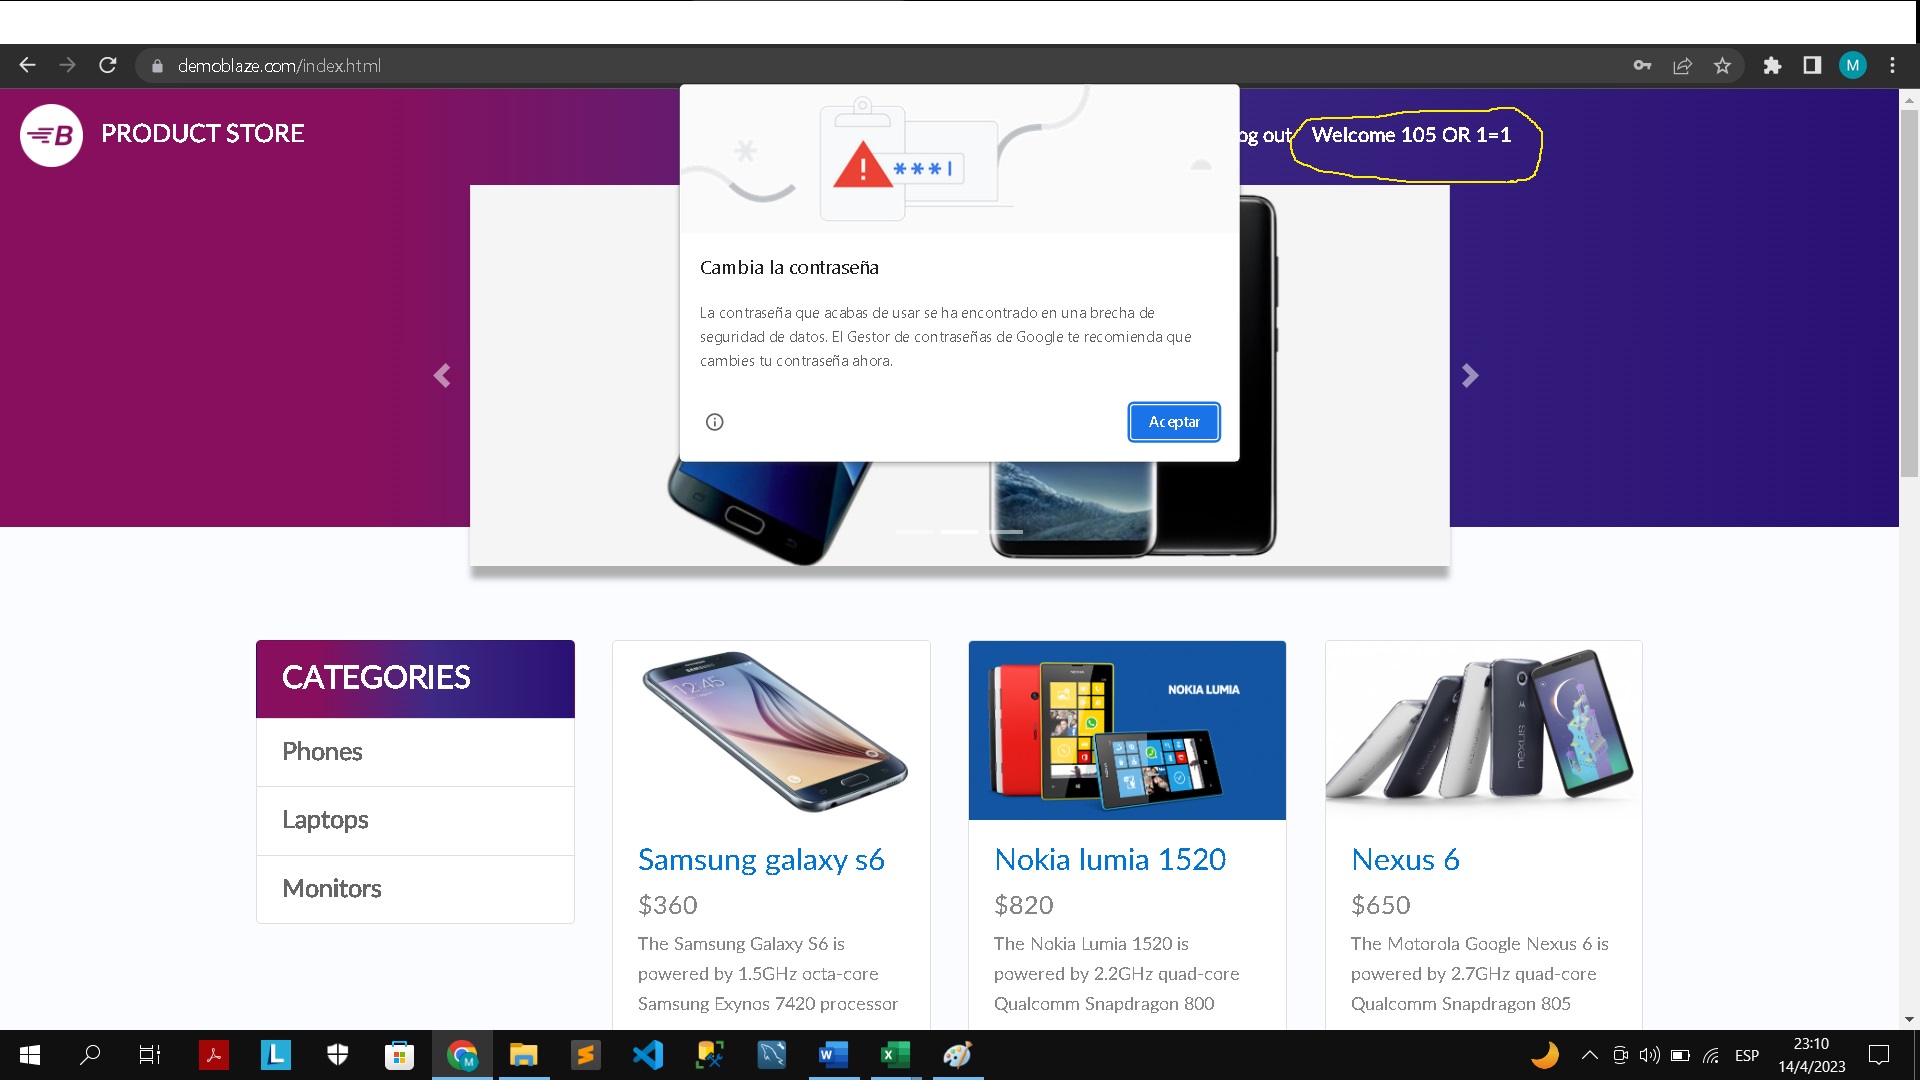 demoblaze.com/index.html
M
B
PRODUCT STORE
og out
Welcome 105 OR 1=1
***|
Cambia la contraseña
La contraseña que acabas de usar se ha encontrado en una brecha de
seguridad de datos. El Gestor de contraseñas de Google te recomienda que
cambies tu contraseña ahora.
Aceptar
CATEGORIES
Phones
Laptops
Monitors
SAMSUNG
12:45
Samsung galaxy s6
$360
The Samsung Galaxy S6 is
powered by 1.5GHz octa-core
Samsung Exynos 7420 processor
NOKIA LUMIA
Nokia lumia 1520
$820
The Nokia Lumia 1520 is
powered by 2.2GHz quad-core
Qualcomm Snapdragon 800
nexus
Nexus 6
$650
The Motorola Google Nexus 6 is
powered by 2.7GHz quad-core
Qualcomm Snapdragon 805
L
M
W
X
ESP
23:10
14/4/2023